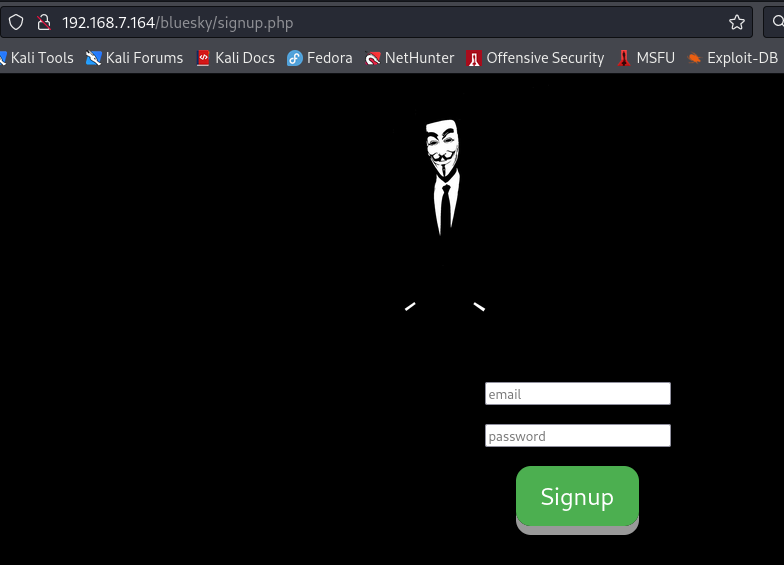 192.168.7.164/bluesky/signup.php
Kali Tools Kali Forums Kali Docs Fedora NetHunter Offensive Security MSFU Exploit-DB
email
password
Signup